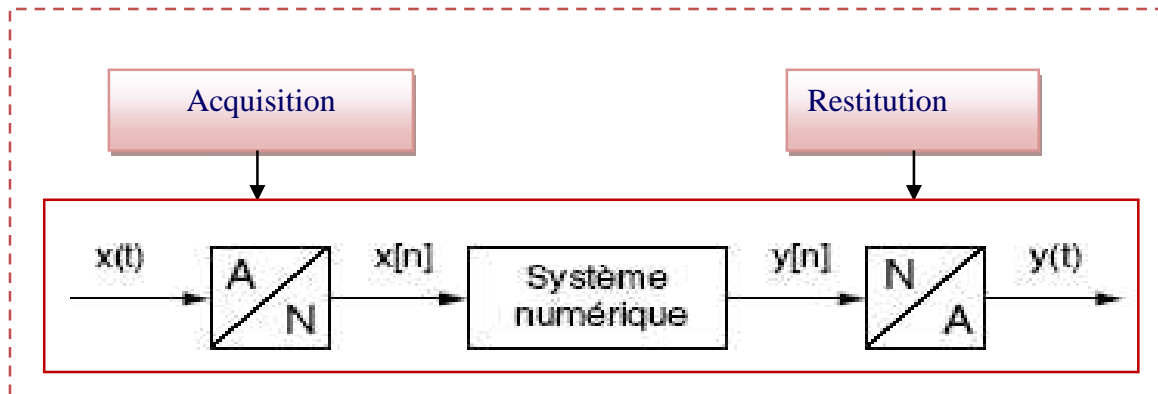 Acquisition
Restitution
x(t)
A
N
x[n]
Système
numérique
y[n]
N
A
y(t)